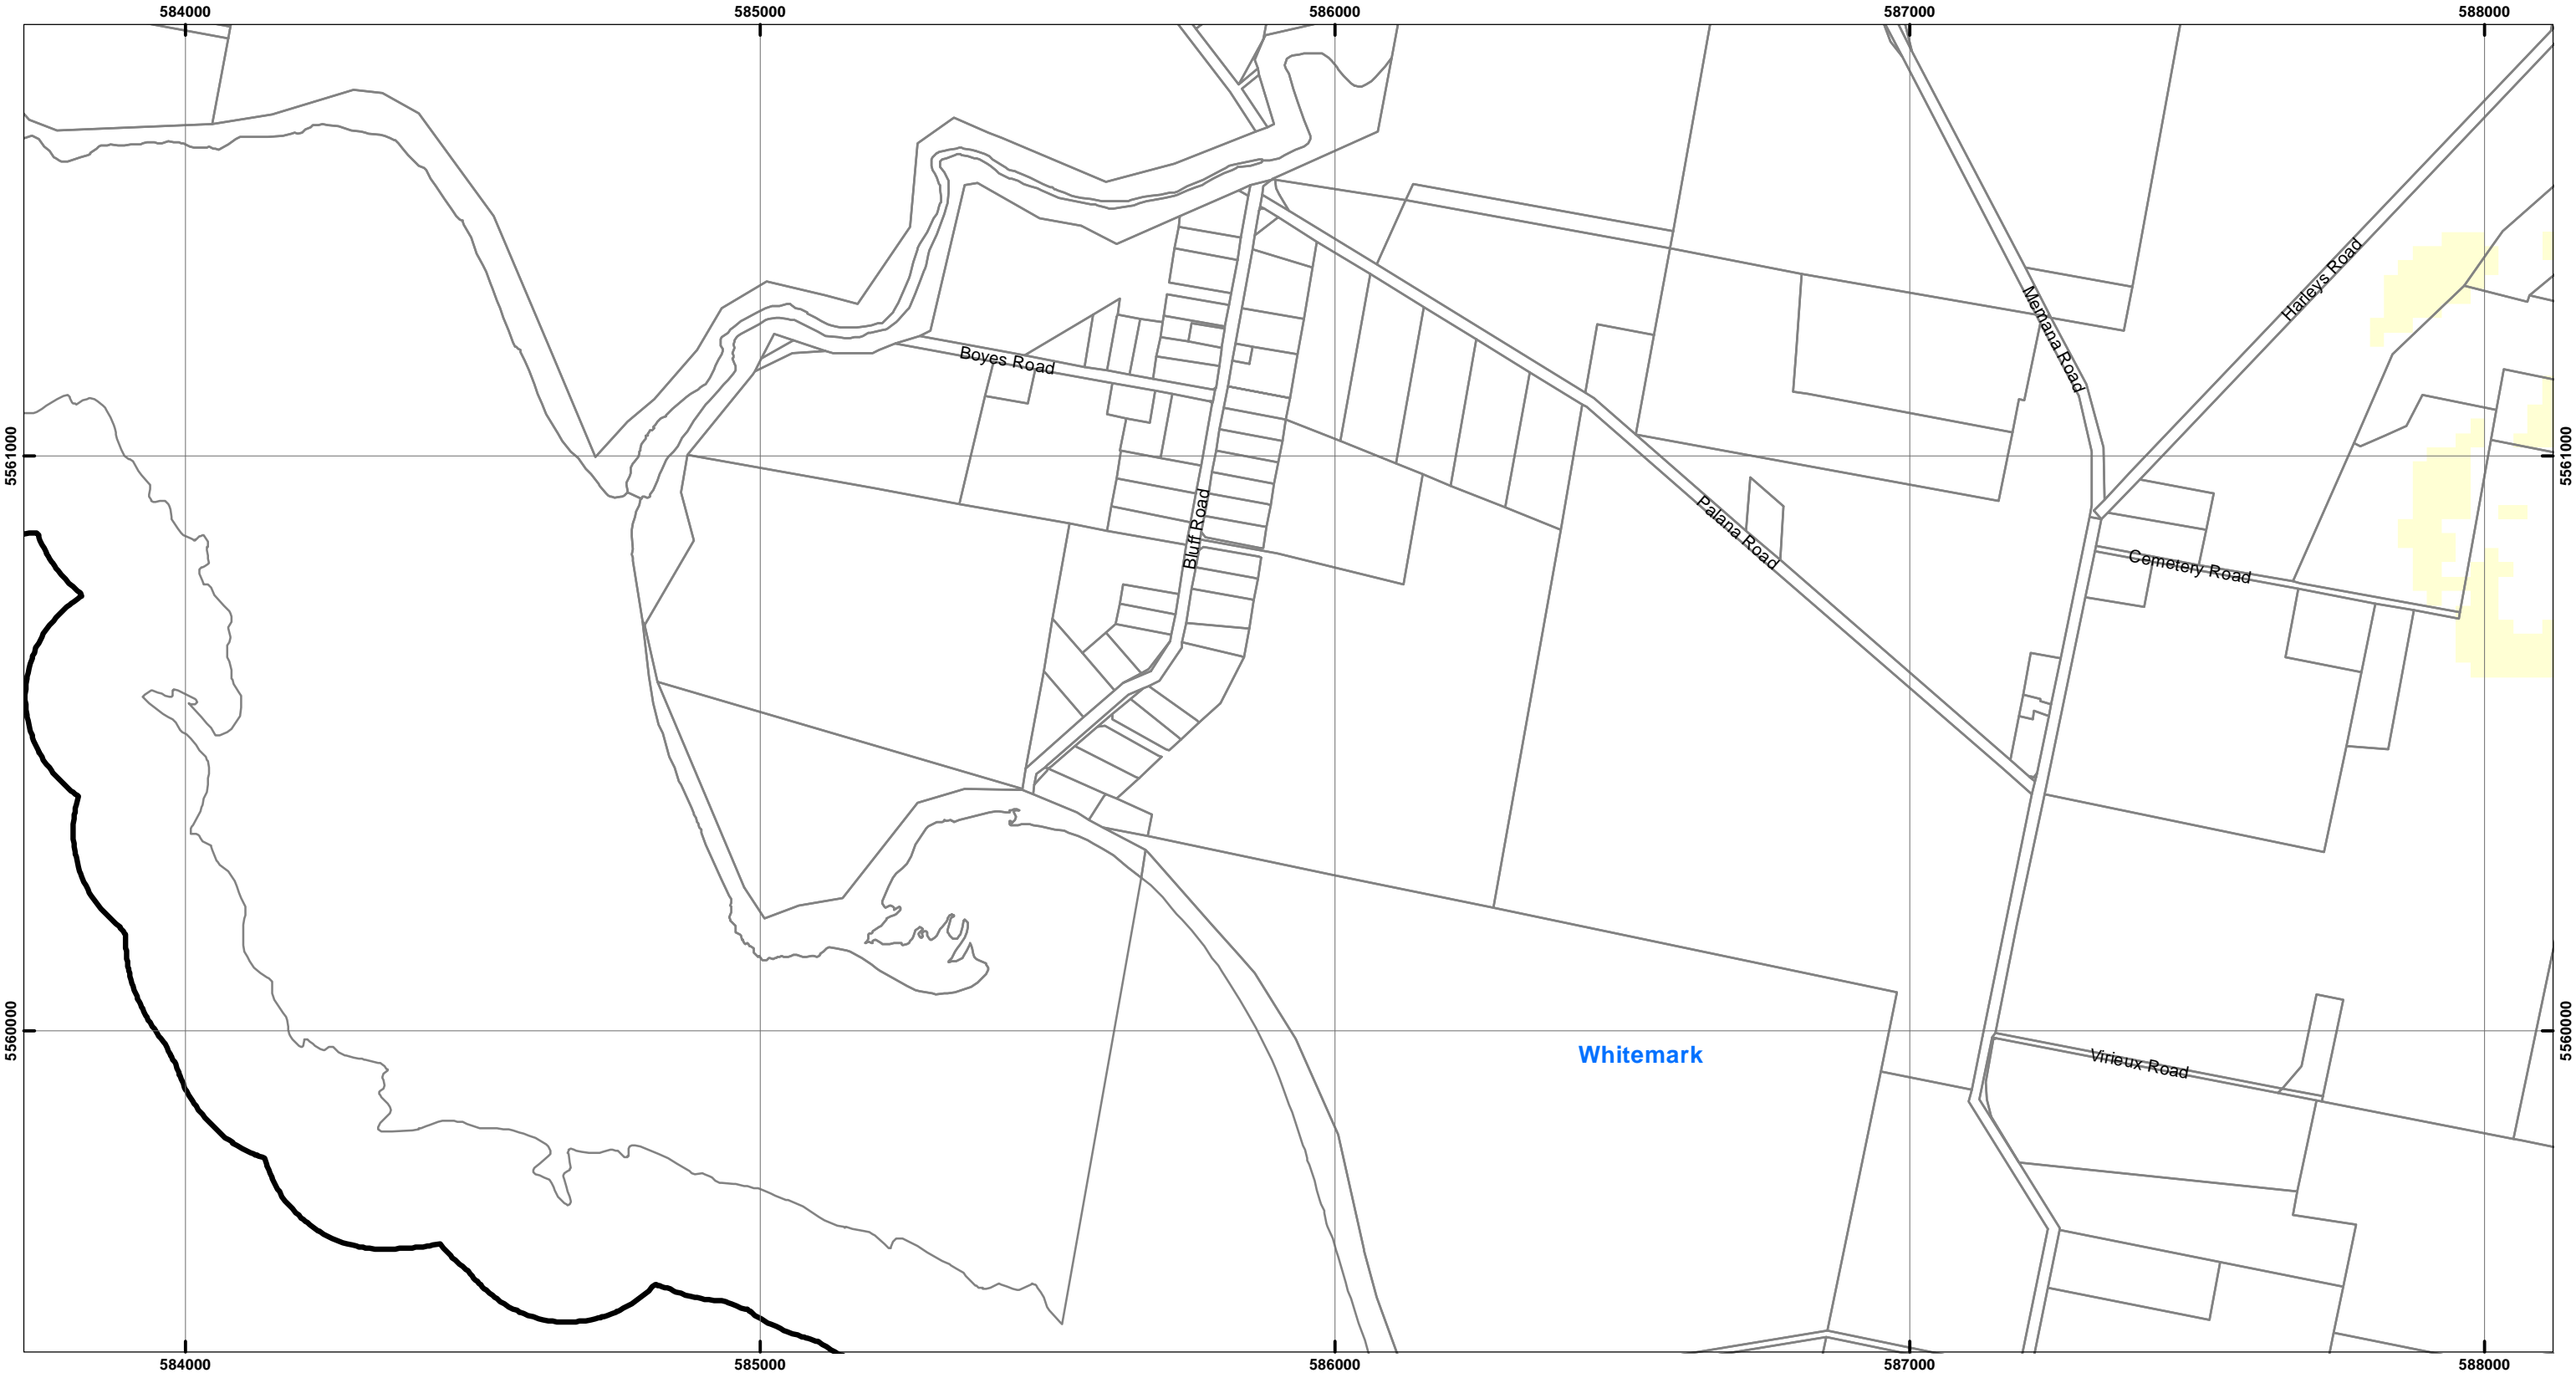 584000
585000
586000
587000
588000
Harleys Road
Memana Road
Boyes Road
5561000
5561000
Bluff Road
Palana Road
Cemetery Road
5560000
5560000
Whitemark
Virieux Road
584000
585000
586000
587000
588000